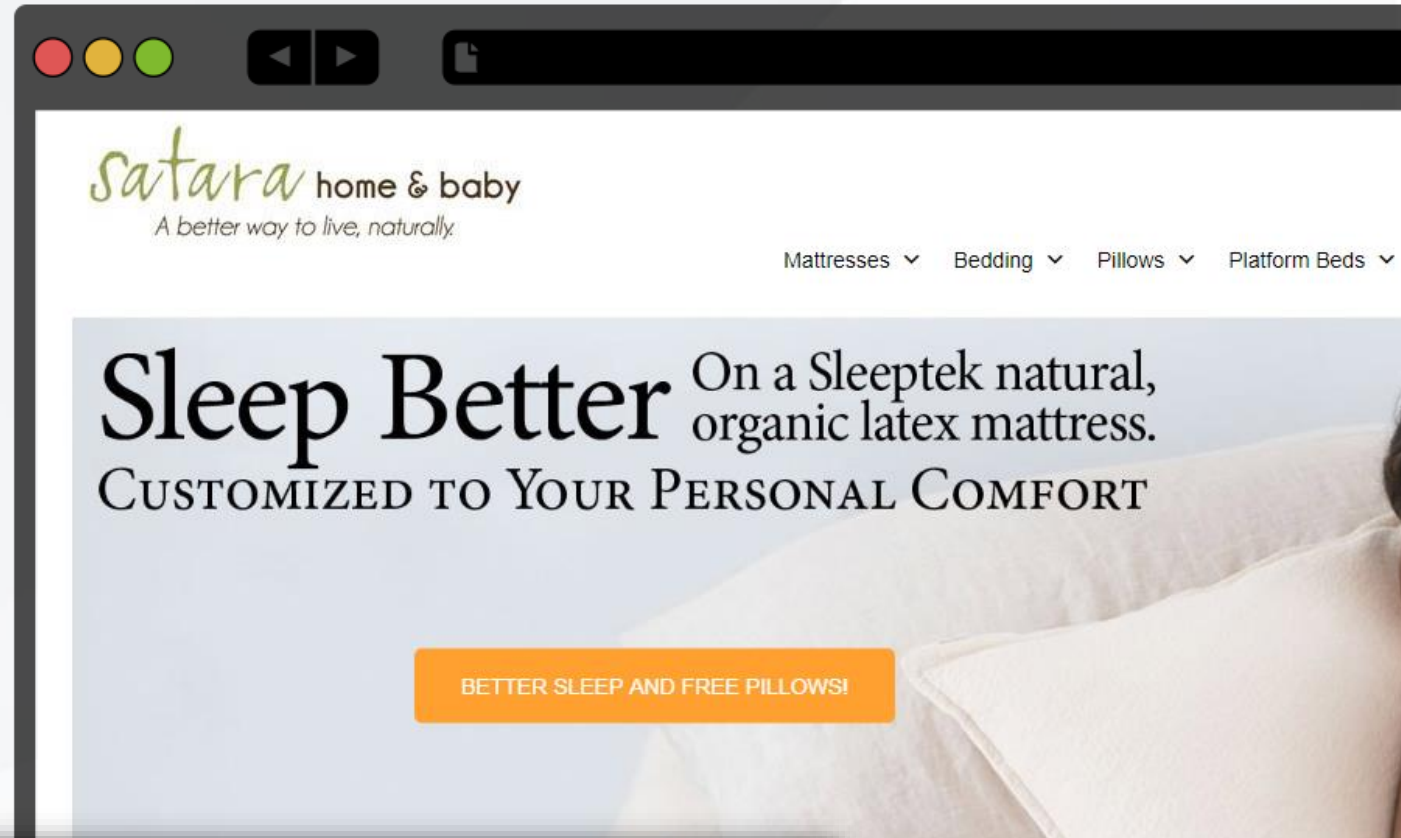 satara home & baby
A better way to live, naturally.
Mattresses Bedding Pillows Platform Beds
Sleep Better On a Sleeptek natural,
organic latex mattress.
CUSTOMIZED TO YOUR PERSONAL COMFORT
BETTER SLEEP AND FREE PILLOWS!